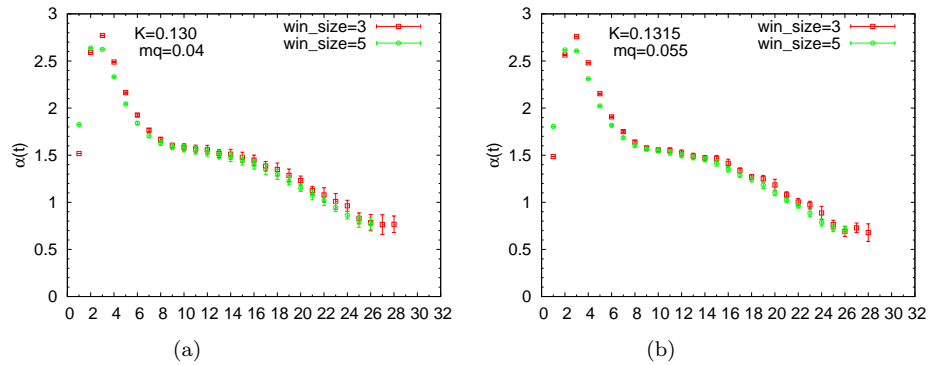 3
2.5
2
1.5
1
0.5
0
α(t)
K=0.130
mq=0.04
win_size=3
win_size=5
0 2 4 6 8 10 12 14 16 18 20 22 24 26 28 30 32
(a)
3
2.5
2
1.5
1
0.5
0
α(t)
K=0.1315
mq=0.055
win_size=3
win_size=5
0 2 4 6 8 10 12 14 16 18 20 22 24 26 28 30 32
(b)